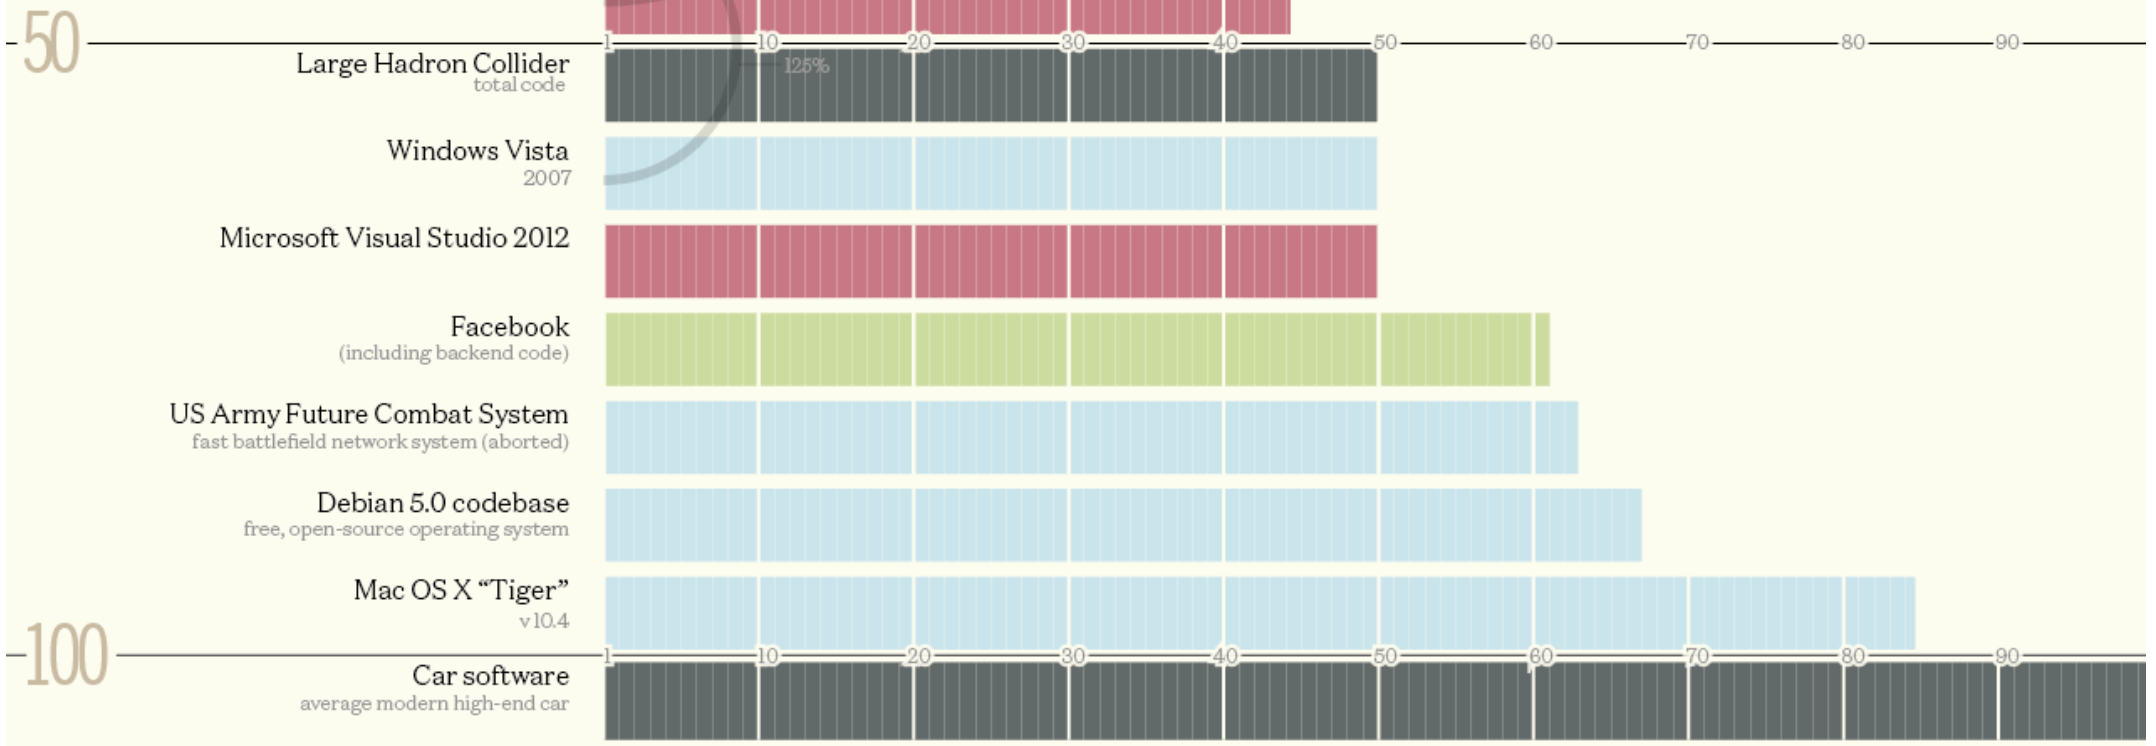 50
1 10 20 30 40 50 60 70 80 90
Large Hadron Collider
total code
125%
Windows Vista
2007
Microsoft Visual Studio 2012
Facebook
(including backend code)
US Army Future Combat System
fast battlefield network system (aborted)
Debian 5.0 codebase
free, open-source operating system
Mac OS X “Tiger”
v 10.4
100
1 10 20 30 40 50 60 70 80 90
Car software
average modern high-end car